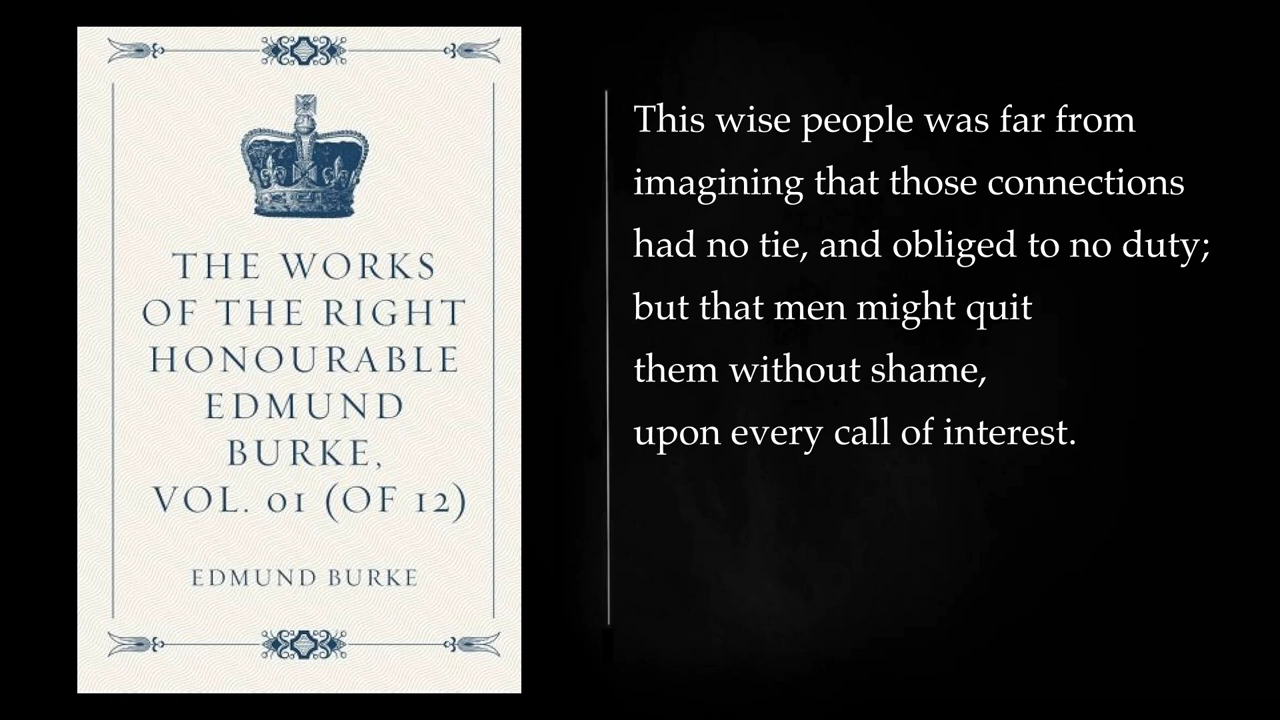 THE WORKS
OF THE RIGHT
HONOURABLE
EDMUND
BURKE,
VOL. 01 (OF 12)
EDMUND BURKE
This wise people was far from
imagining that those connections
had no tie, and obliged to no duty;
but that men might quit
them without shame,
upon every call of interest.